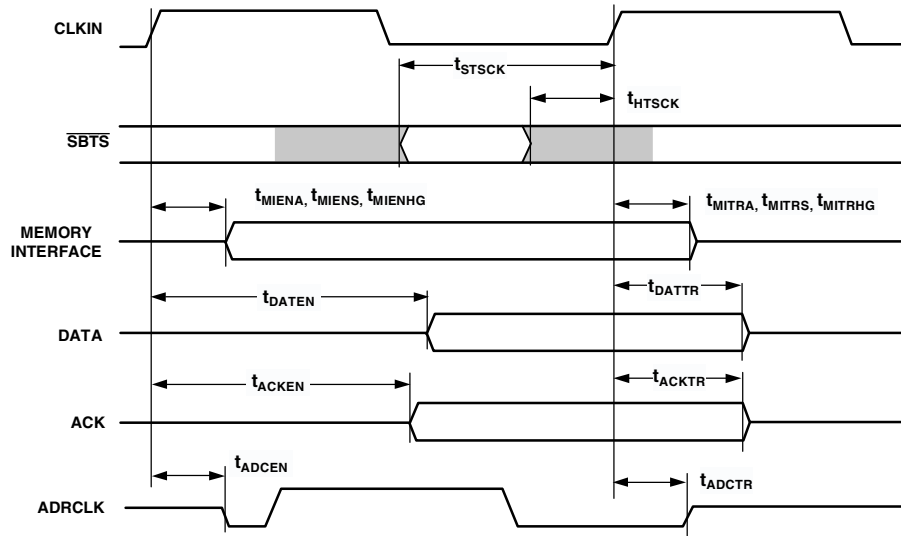 CLKIN
tSTSCK
tHTSCK
SBTS
tMIENA, tMIENS, tMIENHG
tMITRA, tMITRS, tMITRHG
MEMORY
INTERFACE
tDATEN
tDATTR
DATA
tACKEN
tACKTR
ACK
tADCEN
tADCTR
ADRCLK